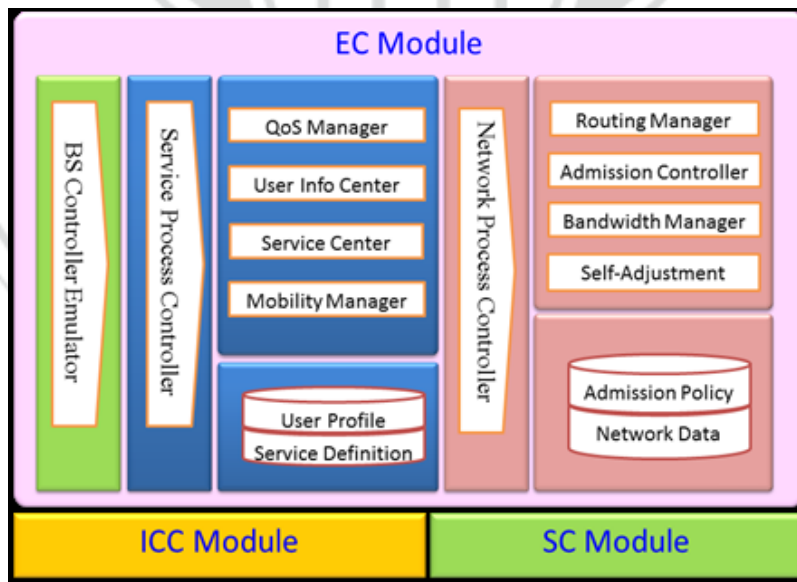 EC Module
BS Controller Emulator
Service Process Controller
QoS Manager
User Info Center
Service Center
Mobility Manager
User Profile
Service Definition
Network Process Controller
Routing Manager
Admission Controller
Bandwidth Manager
Self-Adjustment
Admission Policy
Network Data
ICC Module
SC Module